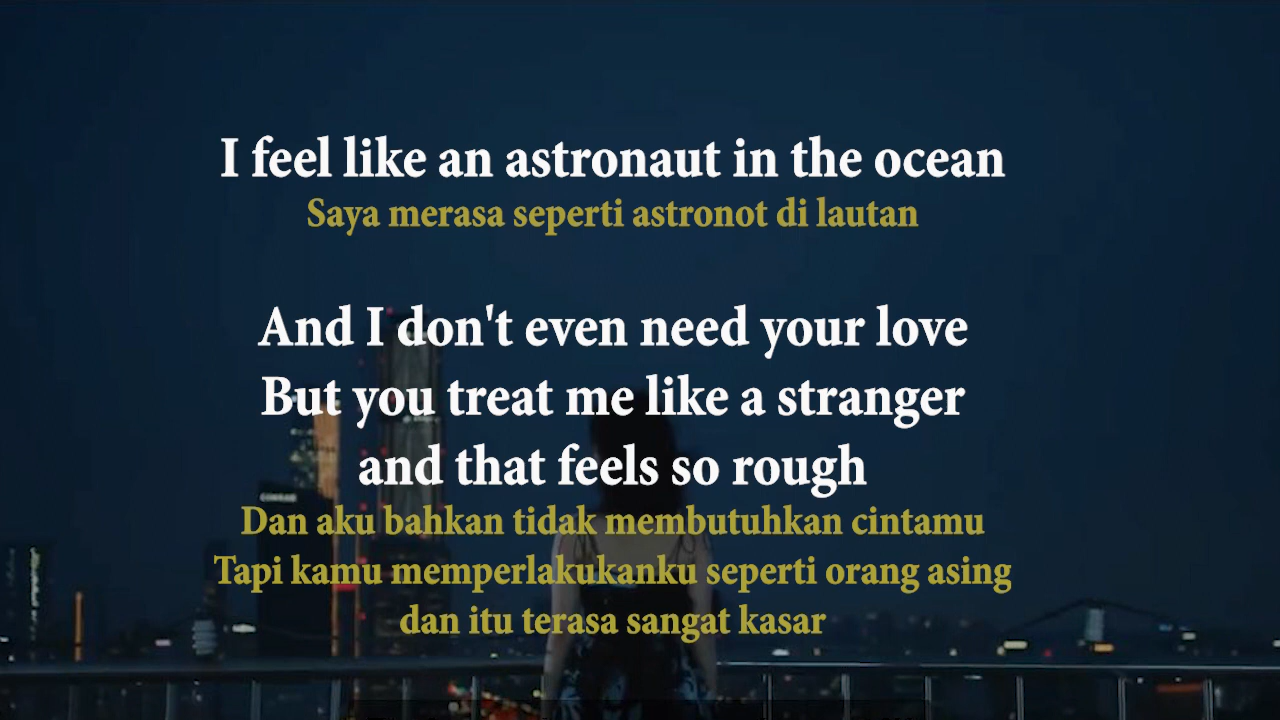 I feel like an astronaut in the ocean
Saya merasa seperti astronot di lautan
And I don't even need your love
But you treat me like a stranger
and that feels so rough
CONRAD
Dan aku bahkan tidak membutuhkan cintamu
Tapi kamu memperlakukanku seperti orang asing
dan itu terasa sangat kasar